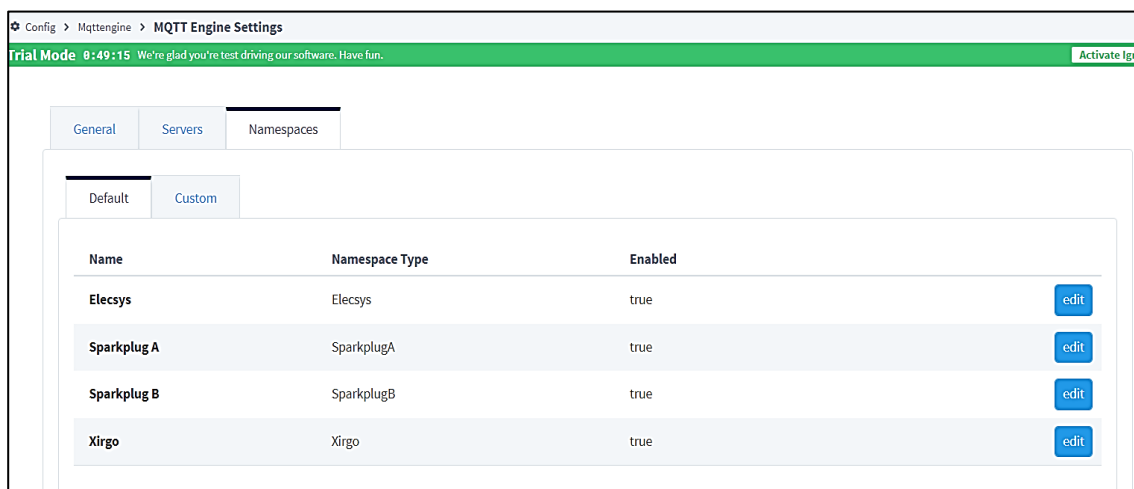 Config > Mqttengine > MQTT Engine Settings
Trial Mode 0:49:15 We're glad you're test driving our software. Have fun.
Activate Ig
General Servers Namespaces
Default Custom
Name Namespace Type Enabled
Elecsys Elecsys true edit
Sparkplug A SparkplugA true edit
Sparkplug B SparkplugB true edit
Xirgo Xirgo true edit